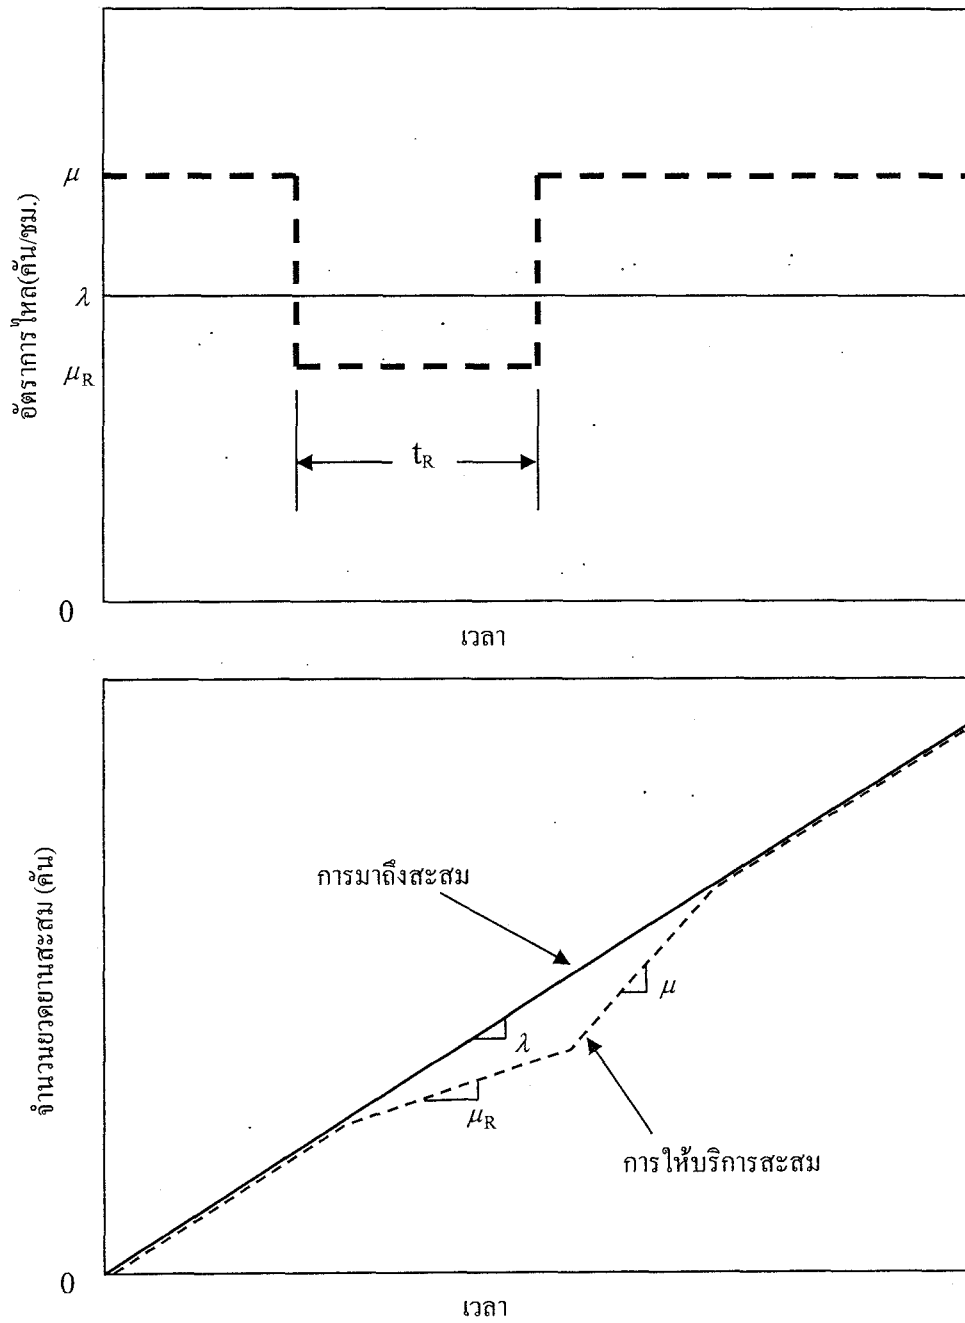 อัตราการไหล(คัน/ชม.)
μ
λ
μR
tR
0
เวลา
จำนวนยวดยานสะสม (คัน)
การมาถึงสะสม
μ
λ
μR
การให้บริการสะสม
0
เวลา